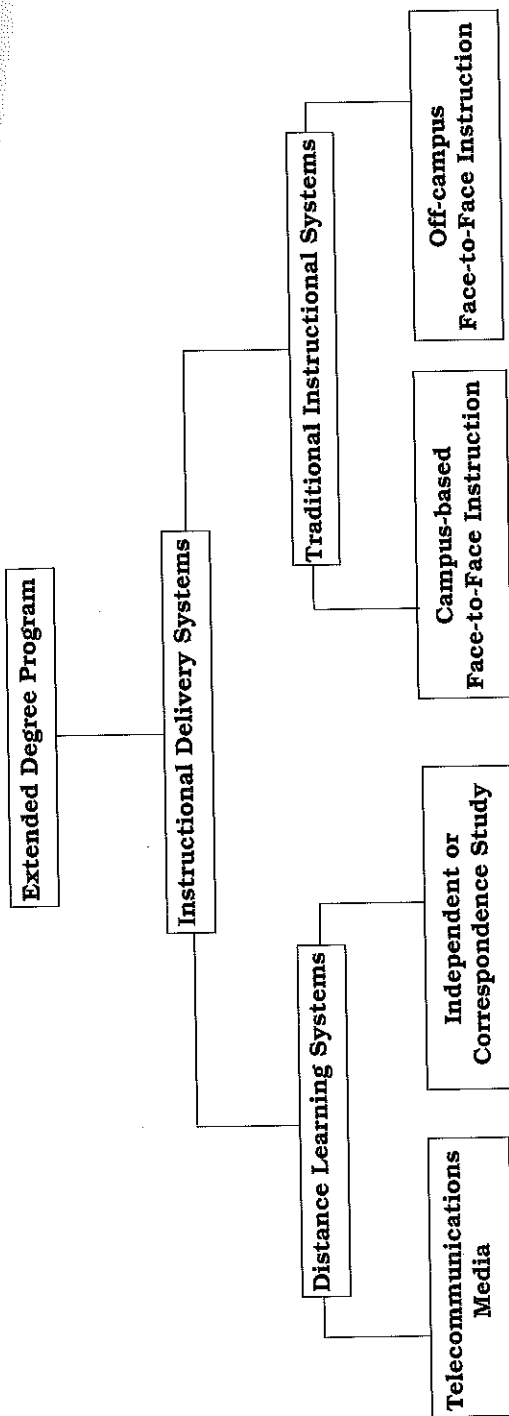 Extended Degree Program
Instructional Delivery Systems
Distance Learning Systems
Traditional Instructional Systems
Telecommunications
Media
Independent or
Correspondence Study
Campus-based
Face-to-Face Instruction
Off-campus
Face-to-Face Instruction